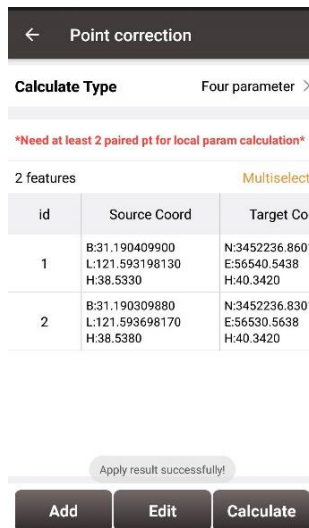 ← Point correction
Calculate Type Four parameter >
*Need at least 2 paired pt for local param calculation*
2 features Multiselect
id Source Coord Target Co
1 B:31.190409900 N:3452236.860
L:121.593198130 E:56540.5438
H:38.5330 H:40.3420
2 B:31.190309880 N:3452236.830
L:121.593698170 E:56530.5638
H:38.5380 H:40.3420
Apply result successfully!
Add Edit Calculate